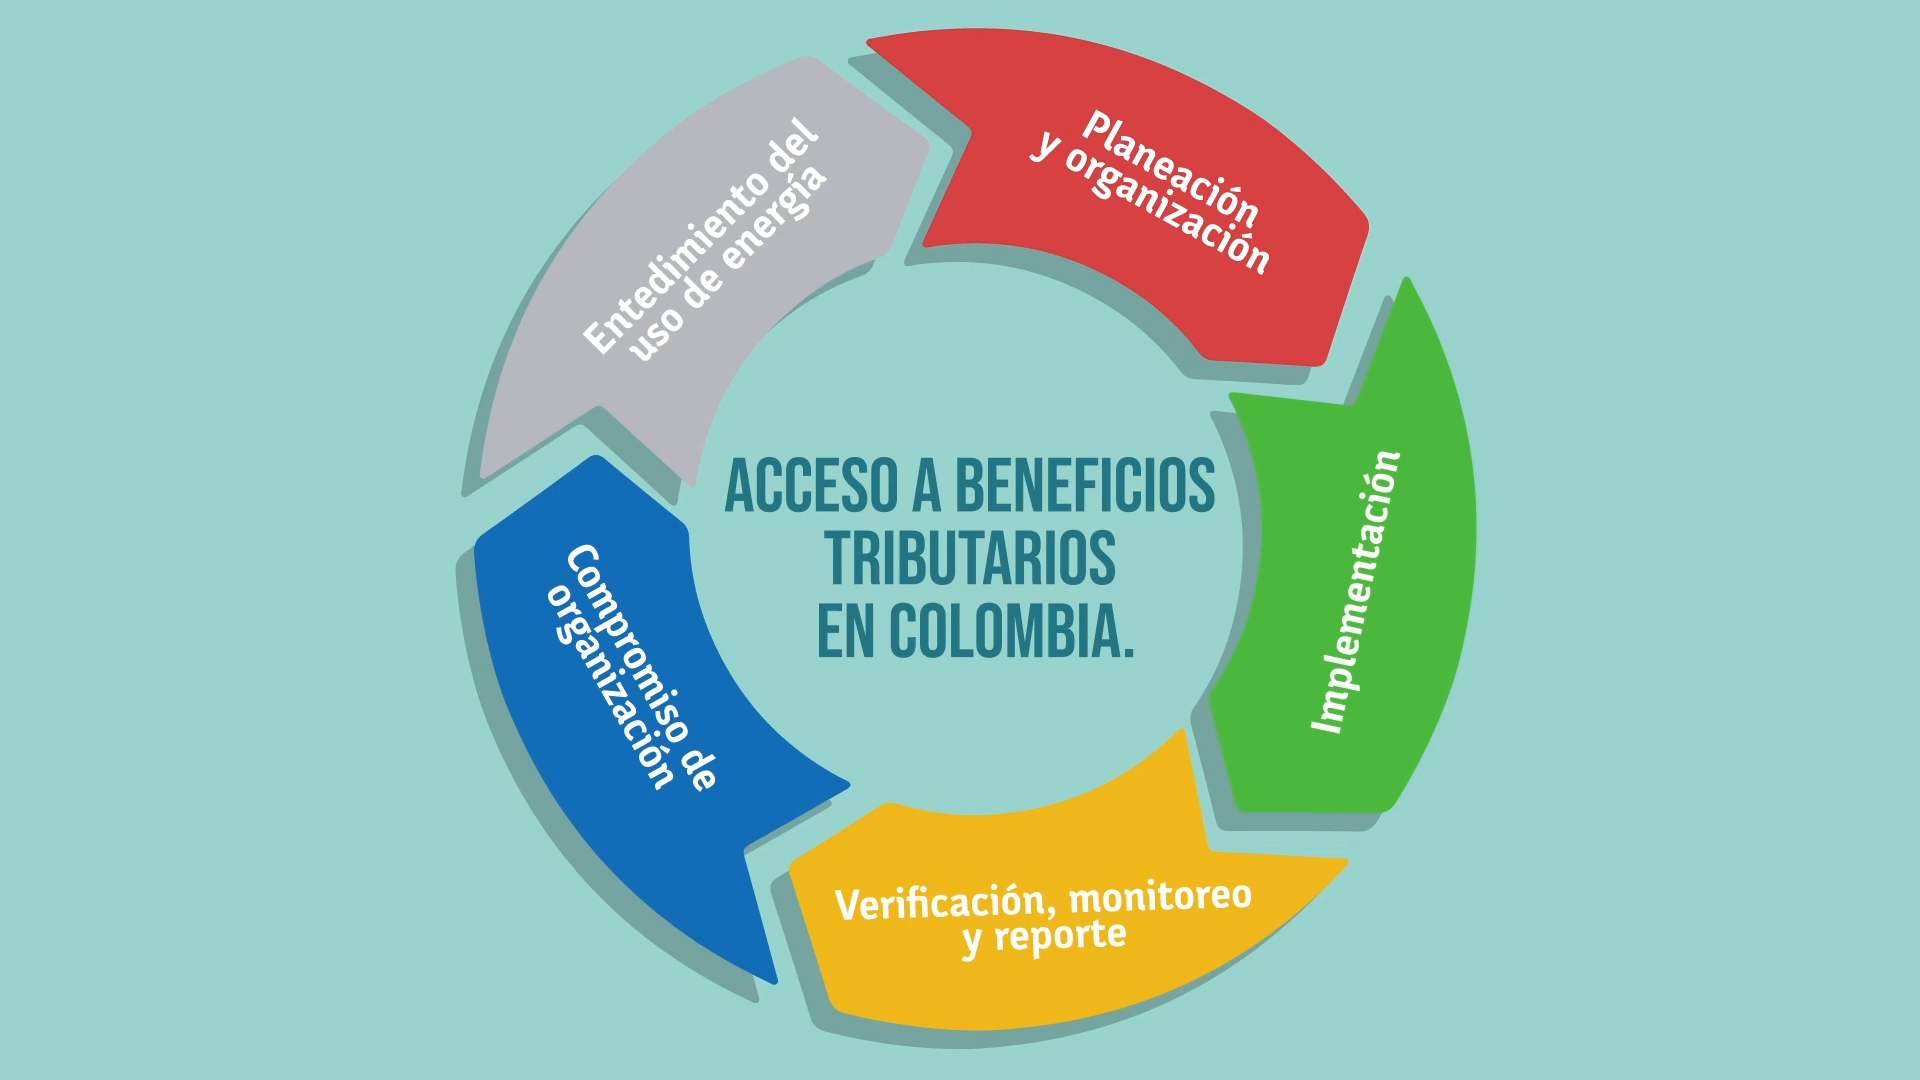 Planeación
y organización
Entedimiento del
uso de energía
Implementación
ACCESO A BENEFICIOS
TRIBUTARIOS
EN COLOMBIA.
Compromiso de
organización
Verificación, monitoreo
y reporte